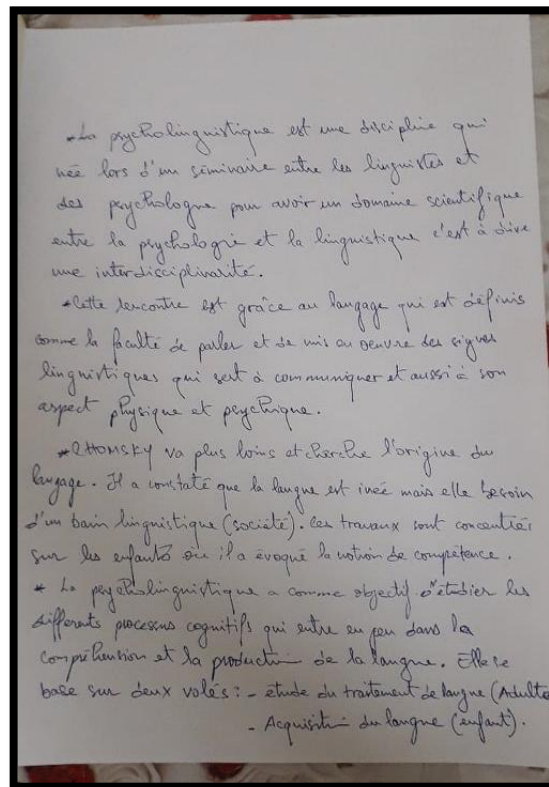 *La psycholinguistique est une discipline qui
née lors d'un séminaire entre les linguistes et
des psychologue pour avoir un domaine scientifique
entre la psychologie et la linguistique c'est à dire
une interdisciplinarité.
*Cette rencontre est grâce au langage qui est définis
comme la faculté de parler et de mis en oeuvre des signes
linguistiques qui sert à communiquer et aussi à son
aspect physique et psychique.
*CHOMSKY va plus loins et cherche l'origine du
langage. Il a constaté que la langue est inée mais elle besoin
d'un bain linguistique (société). Ces travaux sont concentrés
sur les enfants où il a évoqué la notion de compétence.
* La psycholinguistique a comme objectif d'étudier les
différents processus cognitifs qui entre en jeu dans la
compréhension et la production de la langue. Elle se
base sur deux volés : - étude du traitement de langue (Adulte
- Acquisition du langue (enfant).